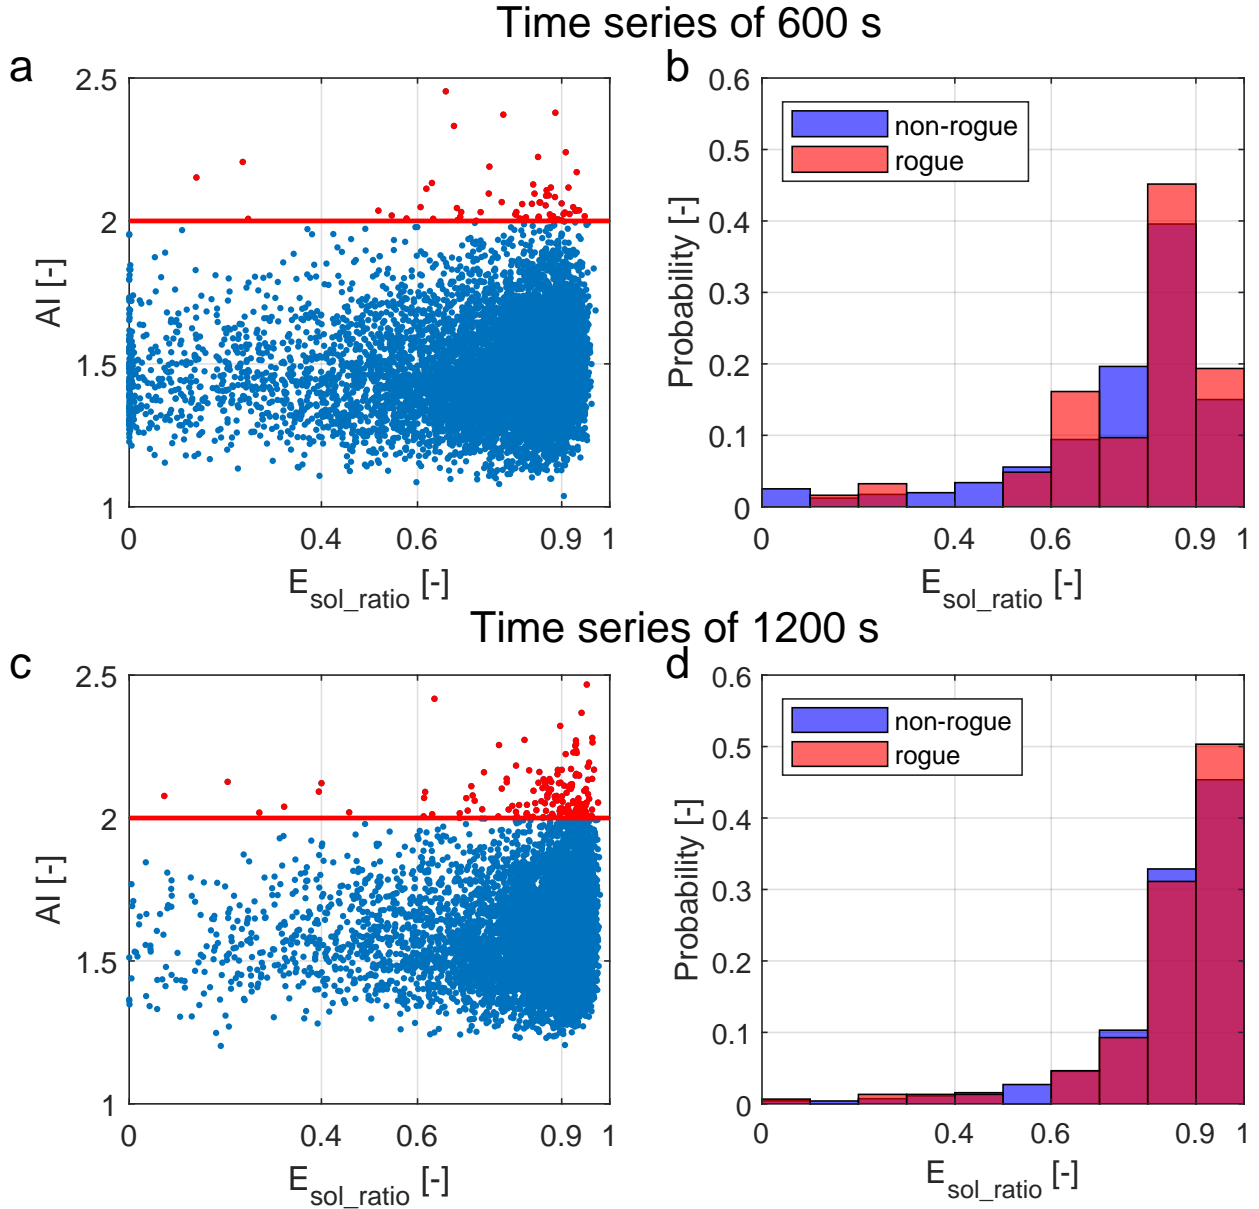 Time series of 600 s
a
2.5
2
1.5
1
AI [-]
0
0.4
0.6
0.9
1
E_sol_ratio [-]
b
0.6
0.5
0.4
0.3
0.2
0.1
0
Probability [-]
non-rogue
rogue
0
0.4
0.6
0.9
1
E_sol_ratio [-]
Time series of 1200 s
c
2.5
2
1.5
1
AI [-]
0
0.4
0.6
0.9
1
E_sol_ratio [-]
d
0.6
0.5
0.4
0.3
0.2
0.1
0
Probability [-]
non-rogue
rogue
0
0.4
0.6
0.9
1
E_sol_ratio [-]